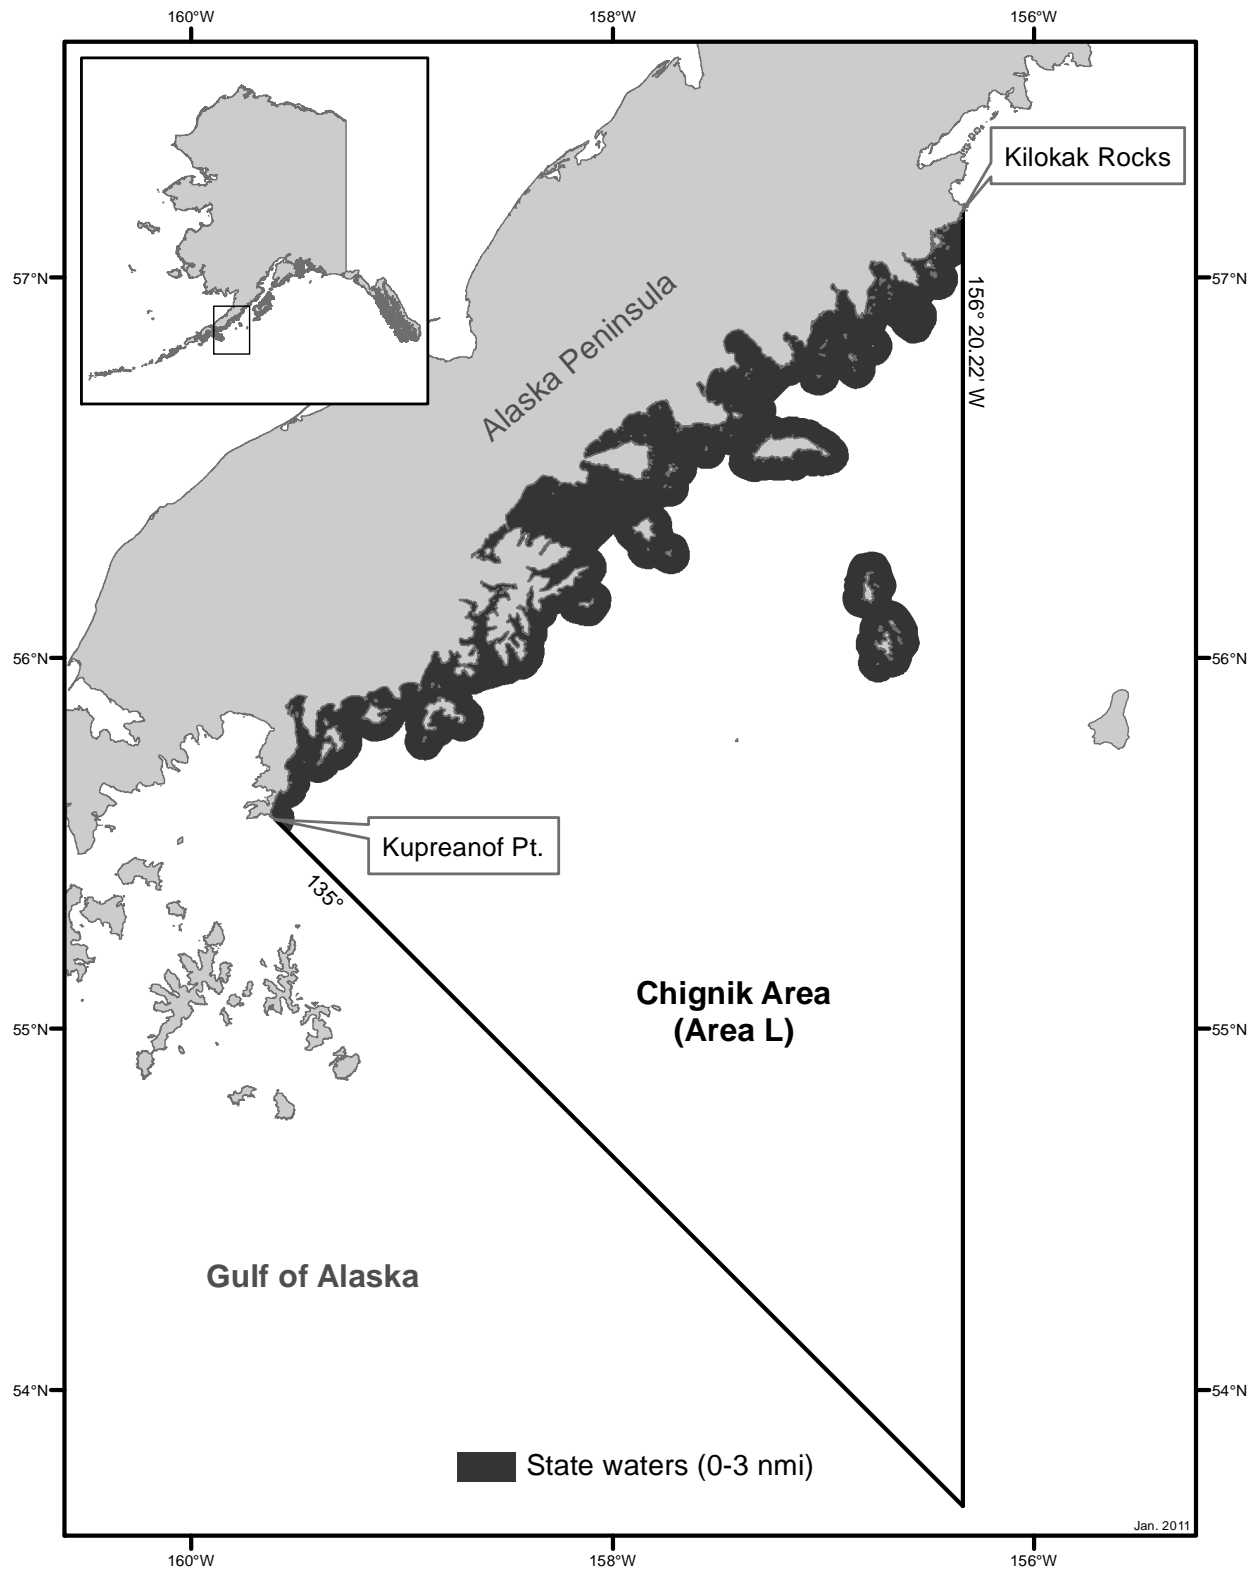 160°W
158°W
156°W
Kilokak Rocks
57°N
57°N
156° 20.22' W
Alaska Peninsula
56°N
56°N
Kupreanof Pt.
135°
Chignik Area
(Area L)
55°N
55°N
Gulf of Alaska
54°N
54°N
State waters (0-3 nmi)
Jan. 2011
160°W
158°W
156°W